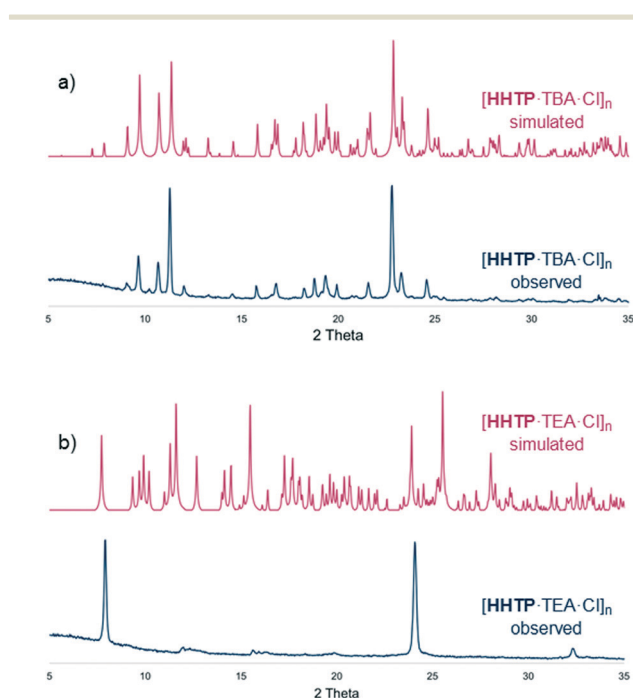 a)
[HHTP·TBA·Cl]n
simulated
[HHTP·TBA·Cl]n
observed
5 10 15 20 25 30 35
2 Theta
b)
[HHTP·TEA·Cl]n
simulated
[HHTP·TEA·Cl]n
observed
5 10 15 20 25 30 35
2 Theta